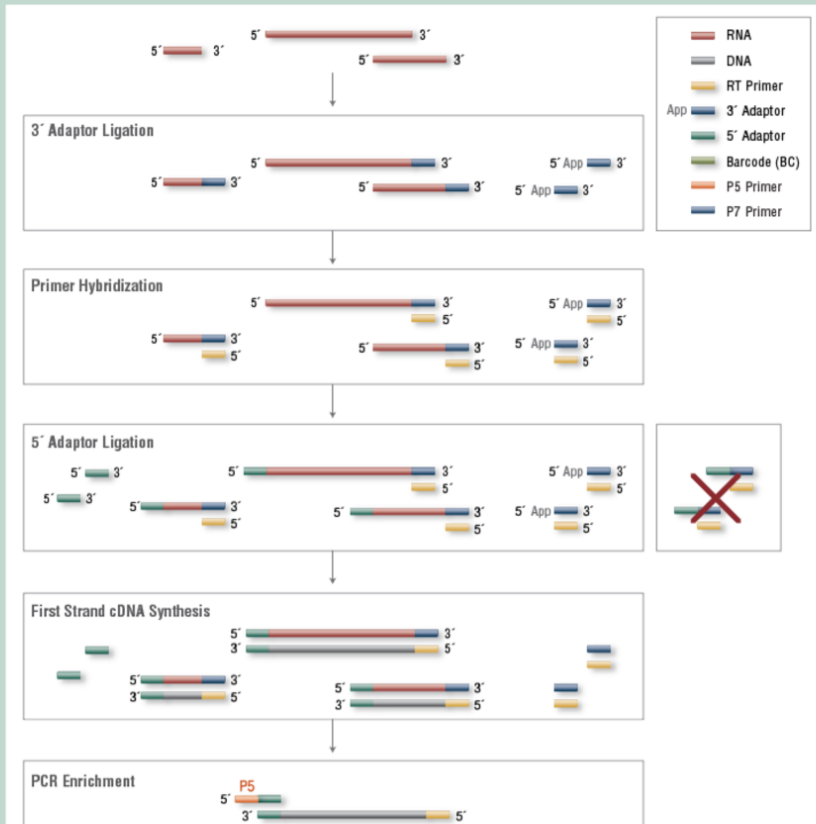 5´ 3´ 5´ 3´
5´ 3´
RNA
DNA
RT Primer
App 3´ Adaptor
5´ Adaptor
Barcode (BC)
P5 Primer
P7 Primer
3´ Adaptor Ligation
5´ 3´ 5´ App 3´
5´ 3´ 5´ 3´ 5´ App 3´
Primer Hybridization
5´ 3´ 5´ App 3´
5´ 5´
5´ 3´ 5´ 3´ 5´ App 3´
5´ 5´ 5´
5´ Adaptor Ligation
5´ 3´ 5´ 3´ 5´ App 3´
5´ 5´
5´ 3´ 5´ 3´ 5´ 3´ 5´ App 3´
5´ 5´ 5´
First Strand cDNA Synthesis
5´ 3´
3´ 5´
5´ 3´ 5´ 3´
3´ 5´ 3´ 5´
PCR Enrichment
P5
5´
3´ 5´